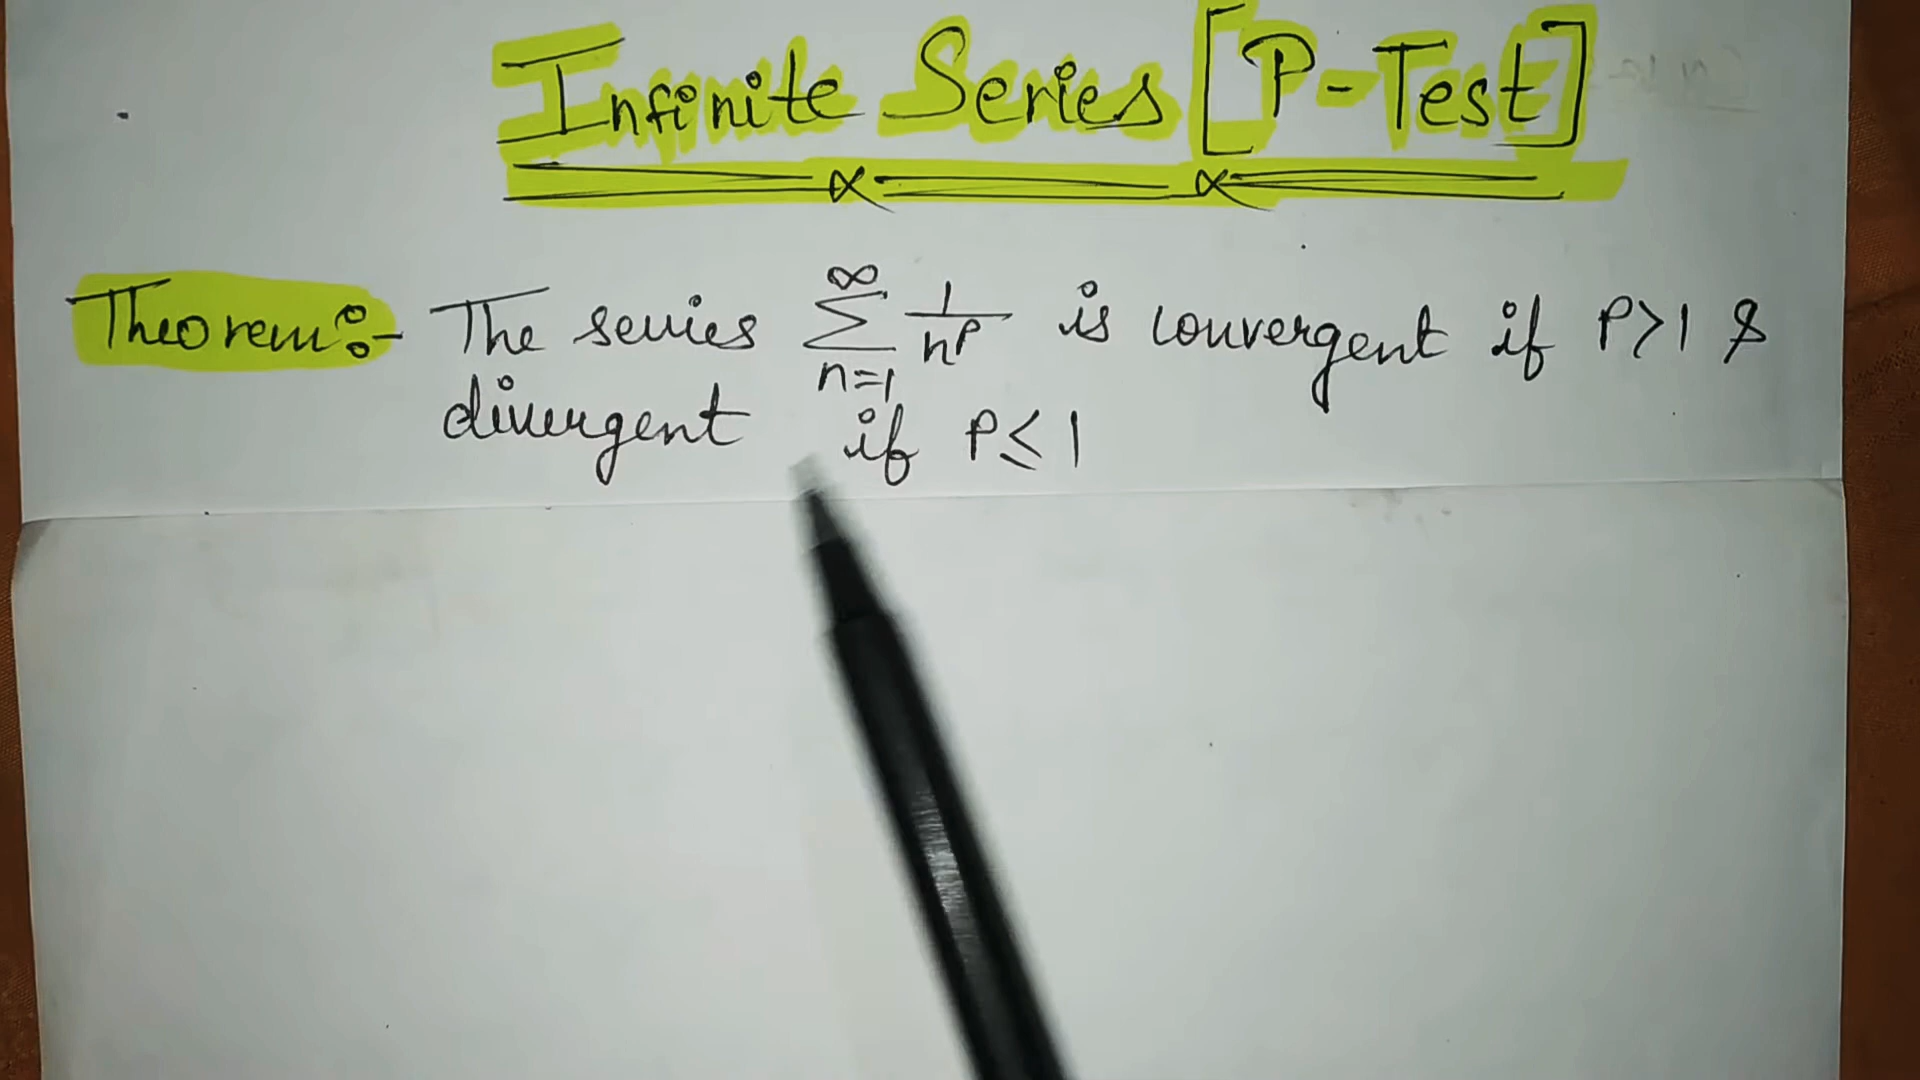 Infinite Series [P-Test]
Theorem:- The series ∞∑n=1 1/n^p is convergent if P>1 &
divergent if P≤1